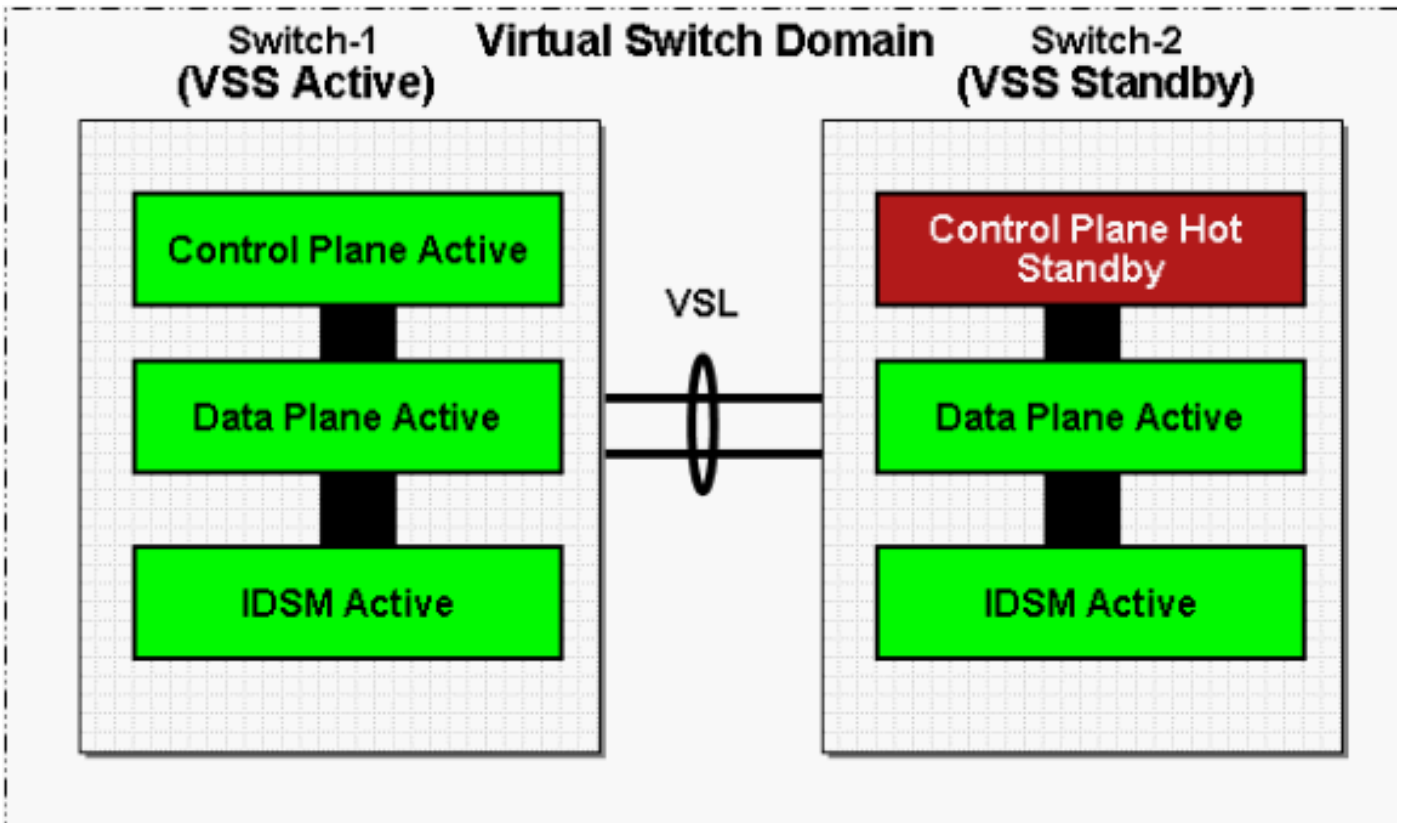 Virtual Switch Domain
Switch-1
(VSS Active)
Control Plane Active
Data Plane Active
IDSM Active
VSL
Switch-2
(VSS Standby)
Control Plane Hot
Standby
Data Plane Active
IDSM Active